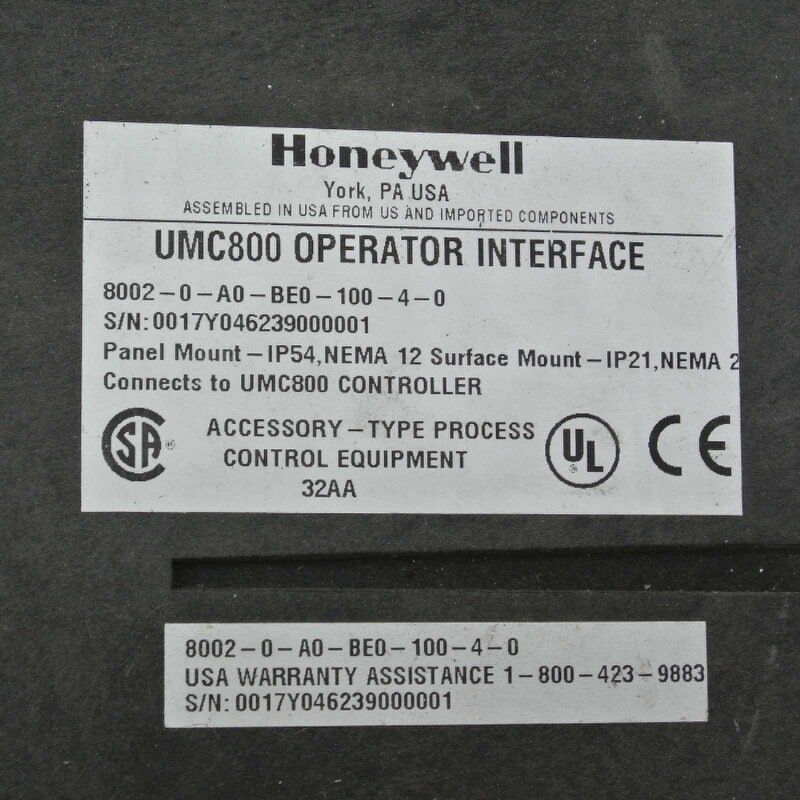 Honeywell
York, PA USA
ASSEMBLED IN USA FROM US AND IMPORTED COMPONENTS
UMC800 OPERATOR INTERFACE
8002-0-A0-BE0-100-4-0
S/N:0017Y046239000001
Panel Mount-IP54,NEMA 12 Surface Mount-IP21,NEMA 2
Connects to UMC800 CONTROLLER
SA ® ACCESSORY-TYPE PROCESS UL ® CE
CONTROL EQUIPMENT
32AA
8002-0-A0-BE0-100-4-0
USA WARRANTY ASSISTANCE 1-800-423-9883
S/N:0017Y046239000001